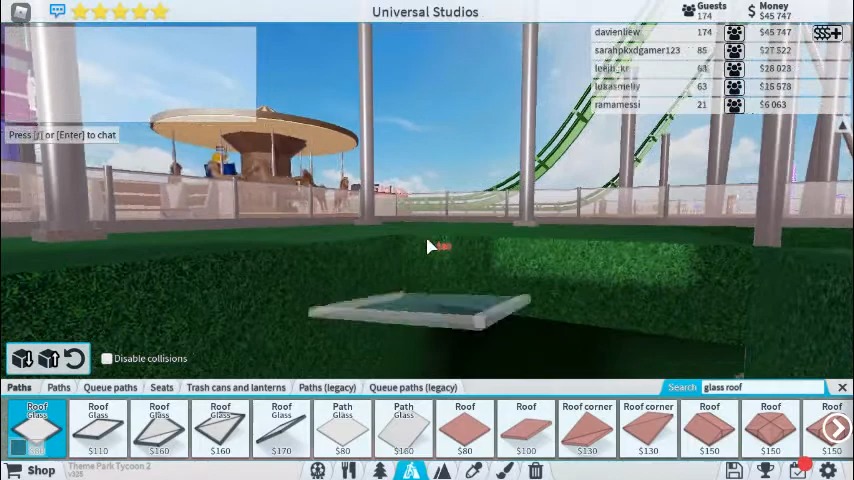 Universal Studios
Guests
174
Money
$45 747
davienliew 174 $45 747
$$$+
sarahpkxdgamer123 85 $27 522
63 $28 023
lukasmelly 63 $15 578
ramamessi 21 $6 063
Press [/] or [Enter] to chat
Disable collisions
Paths Paths Queue paths Seats Trash cans and lanterns Paths (legacy) Queue paths (legacy) Search glass roof
Roof Glass
Roof Glass $110
Roof Glass $160
Roof Glass $160
Roof Glass $170
Path Glass $80
Path Glass $160
Roof $80
Roof $100
Roof corner $130
Roof corner $130
Roof $150
Roof $150
Roof $150
Shop
Theme Park Tycoon 2
v325